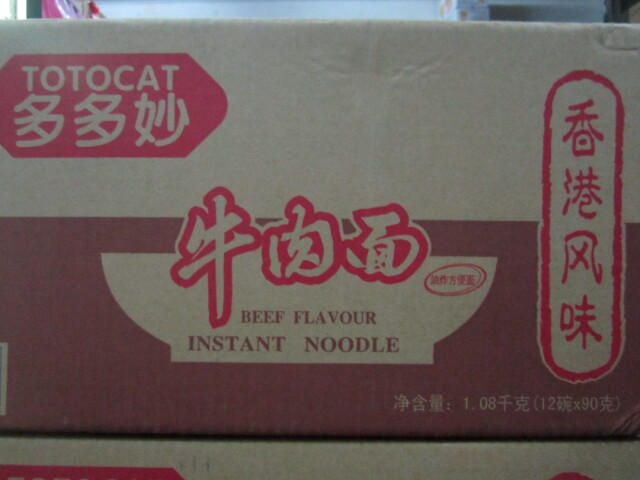 TOTOCAT
多多妙
香港风味
牛肉面
油炸方便面
BEEF FLAVOUR
INSTANT NOODLE
净含量: 1.08千克(12碗x90克)
TOTOCAT